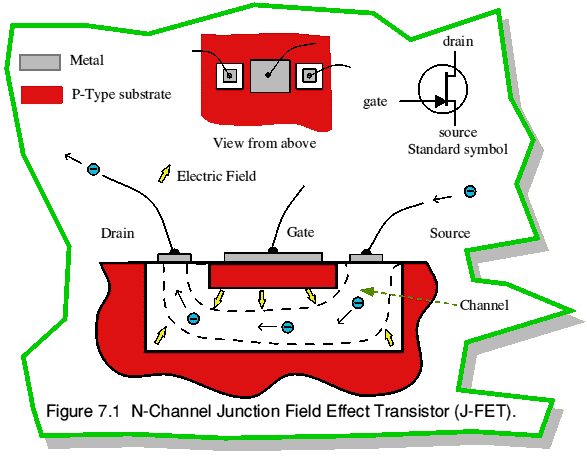 Metal
P-Type substrate
View from above
drain
gate
source
Standard symbol
Electric Field
Drain
Gate
Source
Channel
Figure 7.1  N-Channel Junction Field Effect Transistor (J-FET).